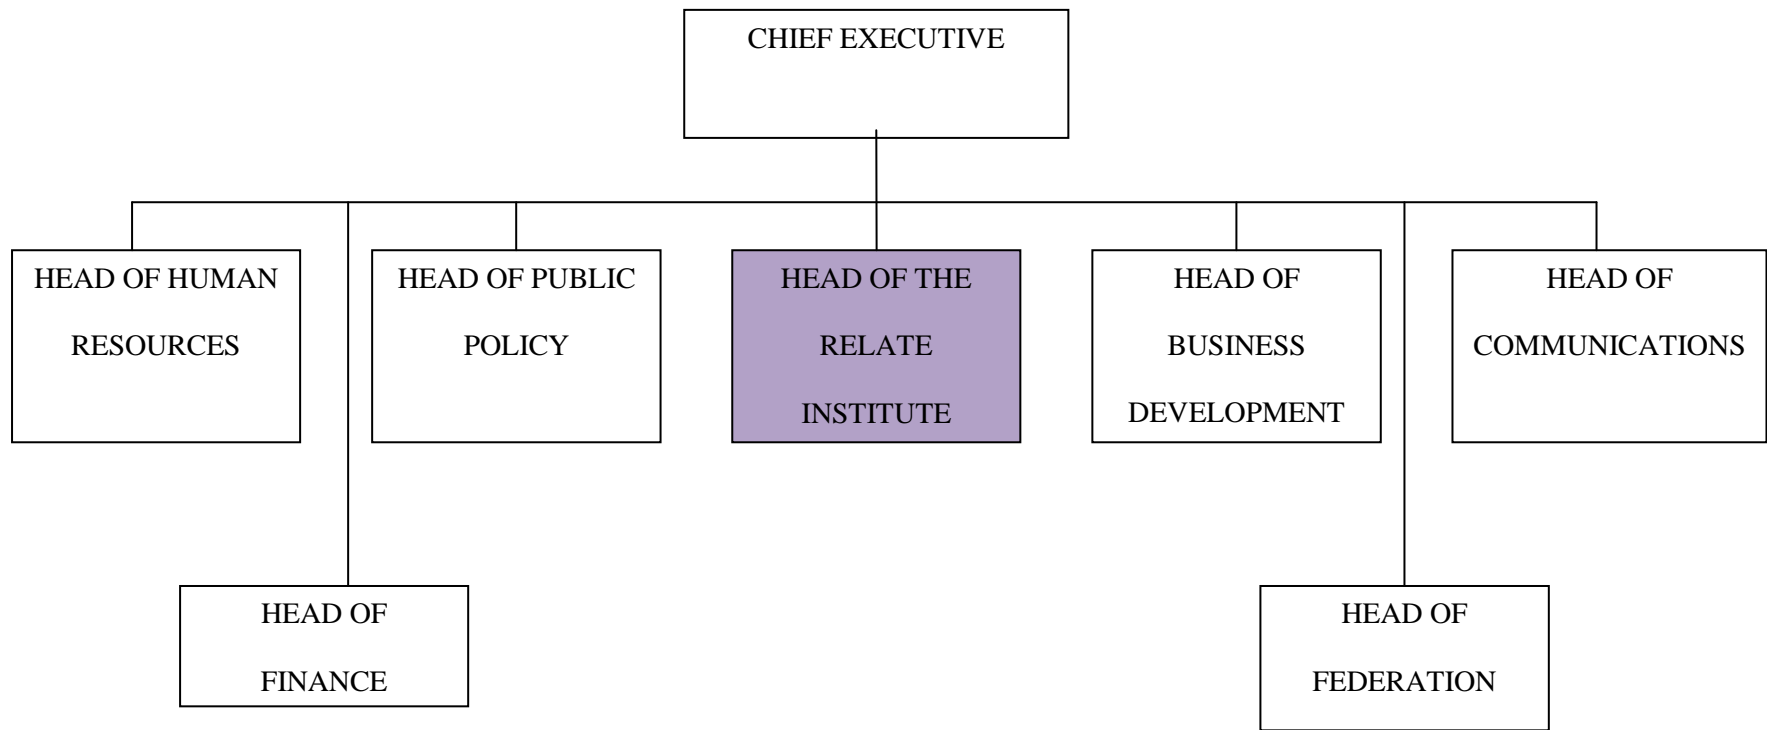 CHIEF EXECUTIVE
HEAD OF HUMAN
RESOURCES
HEAD OF PUBLIC
POLICY
HEAD OF THE
RELATE
INSTITUTE
HEAD OF
BUSINESS
DEVELOPMENT
HEAD OF
COMMUNICATIONS
HEAD OF
FINANCE
HEAD OF
FEDERATION